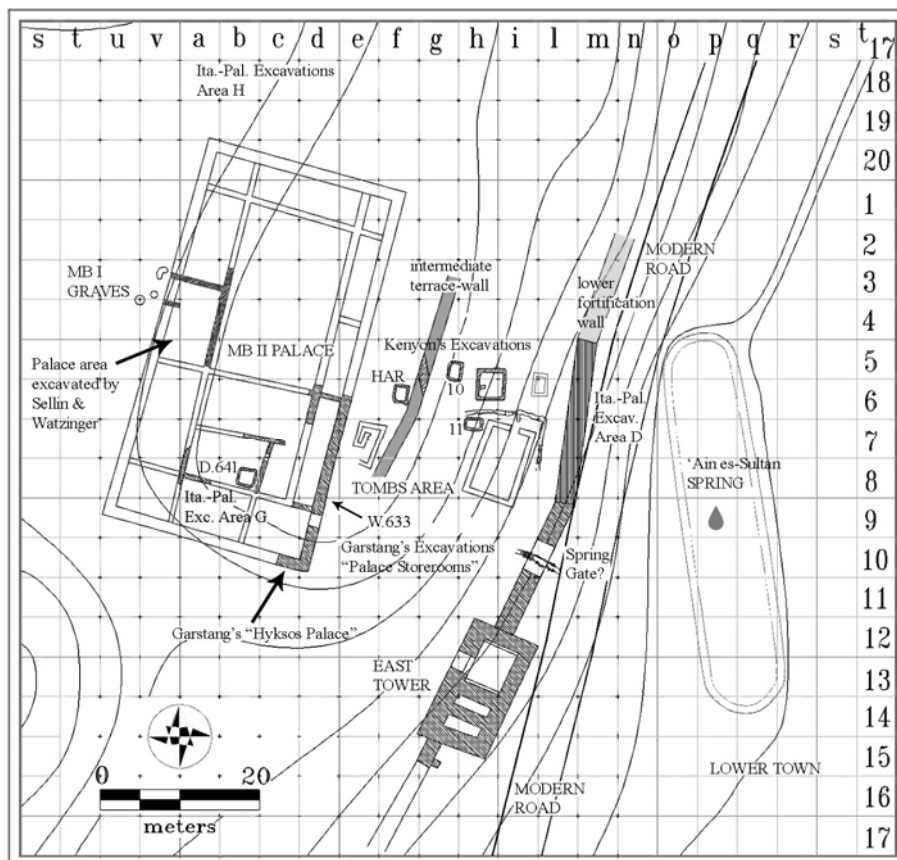 s t u v a b c d e f g h i l m n o p q r s t
17
18
19
20
1
2
3
4
5
6
7
8
9
10
11
12
13
14
15
16
17
Ita.-Pal. Excavations
Area H
MB I
GRAVES
intermediate
terrace-wall
MODERN
ROAD
lower
fortification
wall
MB II PALACE
Kenyon's Excavations
Palace area
excavated by
Sellin &
Watzinger
HAR
10
11
Ita.-Pal.
Excav.
Area D
'Ain es-Sultan
SPRING
D.641
Ita.-Pal.
Exc. Area G
TOMBS AREA
W.633
Garstang's Excavations
"Palace Storerooms"
Spring
Gate?
Garstang's "Hyksos Palace"
EAST
TOWER
0 20
meters
MODERN
ROAD
LOWER TOWN